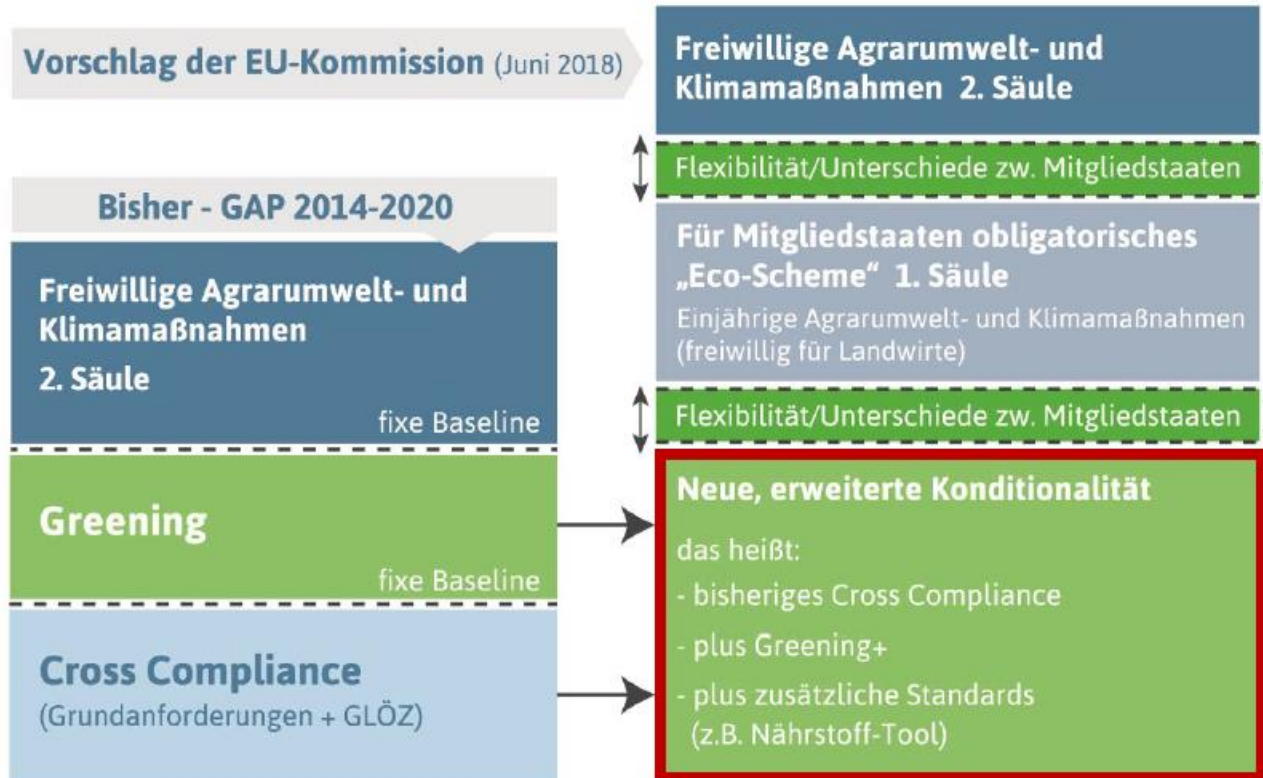 Vorschlag der EU-Kommission (Juni 2018)
Bisher - GAP 2014-2020
Freiwillige Agrarumwelt- und
Klimamaßnahmen
2. Säule
fixe Baseline
Greening
fixe Baseline
Cross Compliance
(Grundanforderungen + GLÖZ)
Freiwillige Agrarumwelt- und
Klimamaßnahmen 2. Säule
Flexibilität/Unterschiede zw. Mitgliedstaaten
Für Mitgliedstaaten obligatorisches
„Eco-Scheme“ 1. Säule
Einjährige Agrarumwelt- und Klimamaßnahmen
(freiwillig für Landwirte)
Flexibilität/Unterschiede zw. Mitgliedstaaten
Neue, erweiterte Konditionalität
das heißt:
- bisheriges Cross Compliance
- plus Greening+
- plus zusätzliche Standards
(z.B. Nährstoff-Tool)